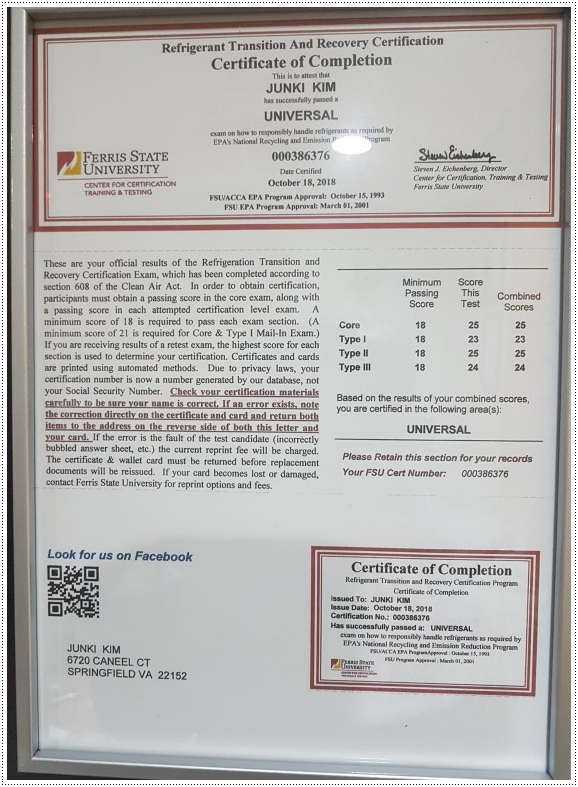 Refrigerant Transition And Recovery Certification
Certificate of Completion
This is to attest that
JUNKI KIM
has successfully passed a
UNIVERSAL
exam on how to responsibly handle refrigerants as required by
EPA's National Recycling and Emission Program
000386376
Date Certified
October 18, 2018
FSU/ACCA EPA Program Approval: October 15, 1993
FSU EPA Program Approval: March 01, 2001
FERRIS STATE
UNIVERSITY
CENTER FOR CERTIFICATION
TRAINING & TESTING
Steven J. Eichenberg
Steven J. Eichenberg, Director
Center for Certification, Training & Testing
Ferris State University
These are your official results of the Refrigeration Transition and
Recovery Certification Exam, which has been completed according to
section 608 of the Clean Air Act. In order to obtain certification,
participants must obtain a passing score in the core exam, along with
a passing score in each attempted certification level exam. A
minimum score of 18 is required to pass each exam section. (A
minimum score of 21 is required for Core & Type I Mail-In Exam.)
If you are receiving results of a retest exam, the highest score for each
section is used to determine your certification. Certificates and cards
are printed using automated methods. Due to privacy laws, your
certification number is now a number generated by our database, not
your Social Security Number. Check your certification materials
carefully to be sure your name is correct. If an error exists, note
the correction directly on the certificate and card and return both
items to the address on the reverse side of both this letter and
your card. If the error is the fault of the test candidate (incorrectly
bubbled answer sheet, etc.) the current reprint fee will be charged.
The certificate & wallet card must be returned before replacement
documents will be reissued. If your card becomes lost or damaged,
contact Ferris State University for reprint options and fees.
Minimum Passing Score Score This Test Combined Scores
Core 18 25 25
Type I 18 23 23
Type II 18 25 25
Type III 18 24 24
Based on the results of your combined scores,
you are certified in the following area(s):
UNIVERSAL
Please Retain this section for your records
Your FSU Cert Number: 000386376
Look for us on Facebook
JUNKI KIM
6720 CANEEL CT
SPRINGFIELD VA 22152
Certificate of Completion
Refrigerant Transition and Recovery Certification Program
Certificate of Completion
Issued To: JUNKI KIM
Issue Date: October 18, 2018
Certification No.: 000386376
Has successfully passed a: UNIVERSAL
exam on how to responsibly handle refrigerants as required by
EPA's National Recycling and Emission Reduction Program
FSU/ACCA EPA ProgramApproval : October 15, 1993
FSU Program Approval : March 01, 2001
FERRIS STATE
UNIVERSITY
CENTER FOR CERTIFICATION
TRAINING & TESTING